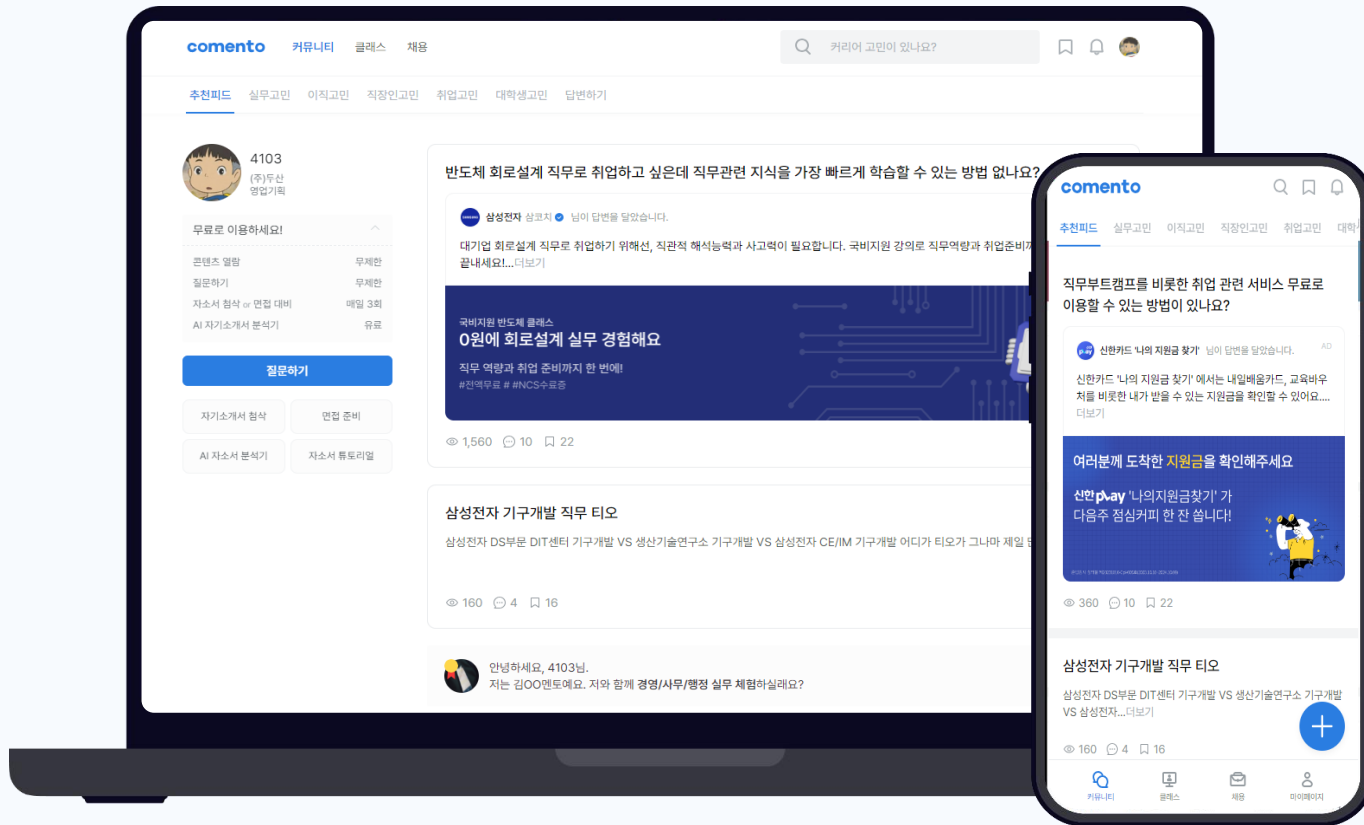 comento 커뮤니티 클래스 채용 커리어 고민이 있나요?
추천피드 실무고민 이직고민 직장인고민 취업고민 대학생고민 답변하기
4103
(주)두산
영업기획
무료로 이용하세요!
콘텐츠 열람 무제한
질문하기 무제한
자소서 첨삭 or 면접 대비 매일 3회
AI 자기소개서 분석기 유료
질문하기
자기소개서 첨삭 면접 준비
AI 자소서 분석기 자소서 튜토리얼
반도체 회로설계 직무로 취업하고 싶은데 직무관련 지식을 가장 빠르게 학습할 수 있는 방법 없나요?
삼성전자 삼코치 님이 답변을 달았습니다.
대기업 회로설계 직무로 취업하기 위해선, 직관적 해석능력과 사고력이 필요합니다. 국비지원 강의로 직무역량과 취업준비까
끝내세요!...더보기
국비지원 반도체 클래스
0원에 회로설계 실무 경험해요
직무 역량과 취업 준비까지 한 번에!
#전액무료 # #NCS수료증
1,560 10 22
삼성전자 기구개발 직무 티오
삼성전자 DS부문 DIT센터 기구개발 VS 생산기술연구소 기구개발 VS 삼성전자 CE/IM 기구개발 어디가 티오가 그나마 제일
160 4 16
안녕하세요, 4103님.
저는 김OO멘토예요. 저와 함께 경영/사무/행정 실무 체험하실래요?
comento
추천피드 실무고민 이직고민 직장인고민 취업고민 대학
직무부트캠프를 비롯한 취업 관련 서비스 무료로
이용할 수 있는 방법이 있나요?
신한카드 '나의 지원금 찾기' 님이 답변을 달았습니다. AD
신한카드 '나의 지원금 찾기' 에서는 내일배움카드, 교육바우
처를 비롯한 내가 받을 수 있는 지원금을 확인할 수 있어요....
더보기
여러분께 도착한 지원금을 확인해주세요
신한 play '나의지원금찾기' 가
다음주 점심커피 한 잔 쏩니다!
360 10 22
삼성전자 기구개발 직무 티오
삼성전자 DS부문 DIT센터 기구개발 VS 생산기술연구소 기구개발
VS 삼성전자...더보기
160 4 16
커뮤니티 클래스 채용 마이페이지